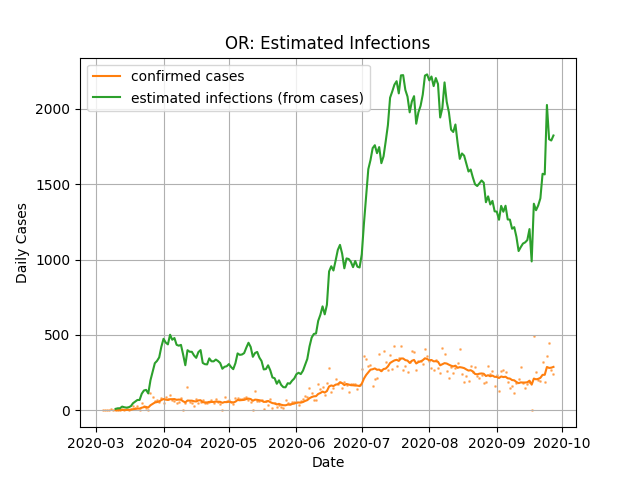 OR: Estimated Infections
confirmed cases
estimated infections (from cases)
Daily Cases
2000
1500
1000
500
0
2020-03 2020-04 2020-05 2020-06 2020-07 2020-08 2020-09 2020-10
Date